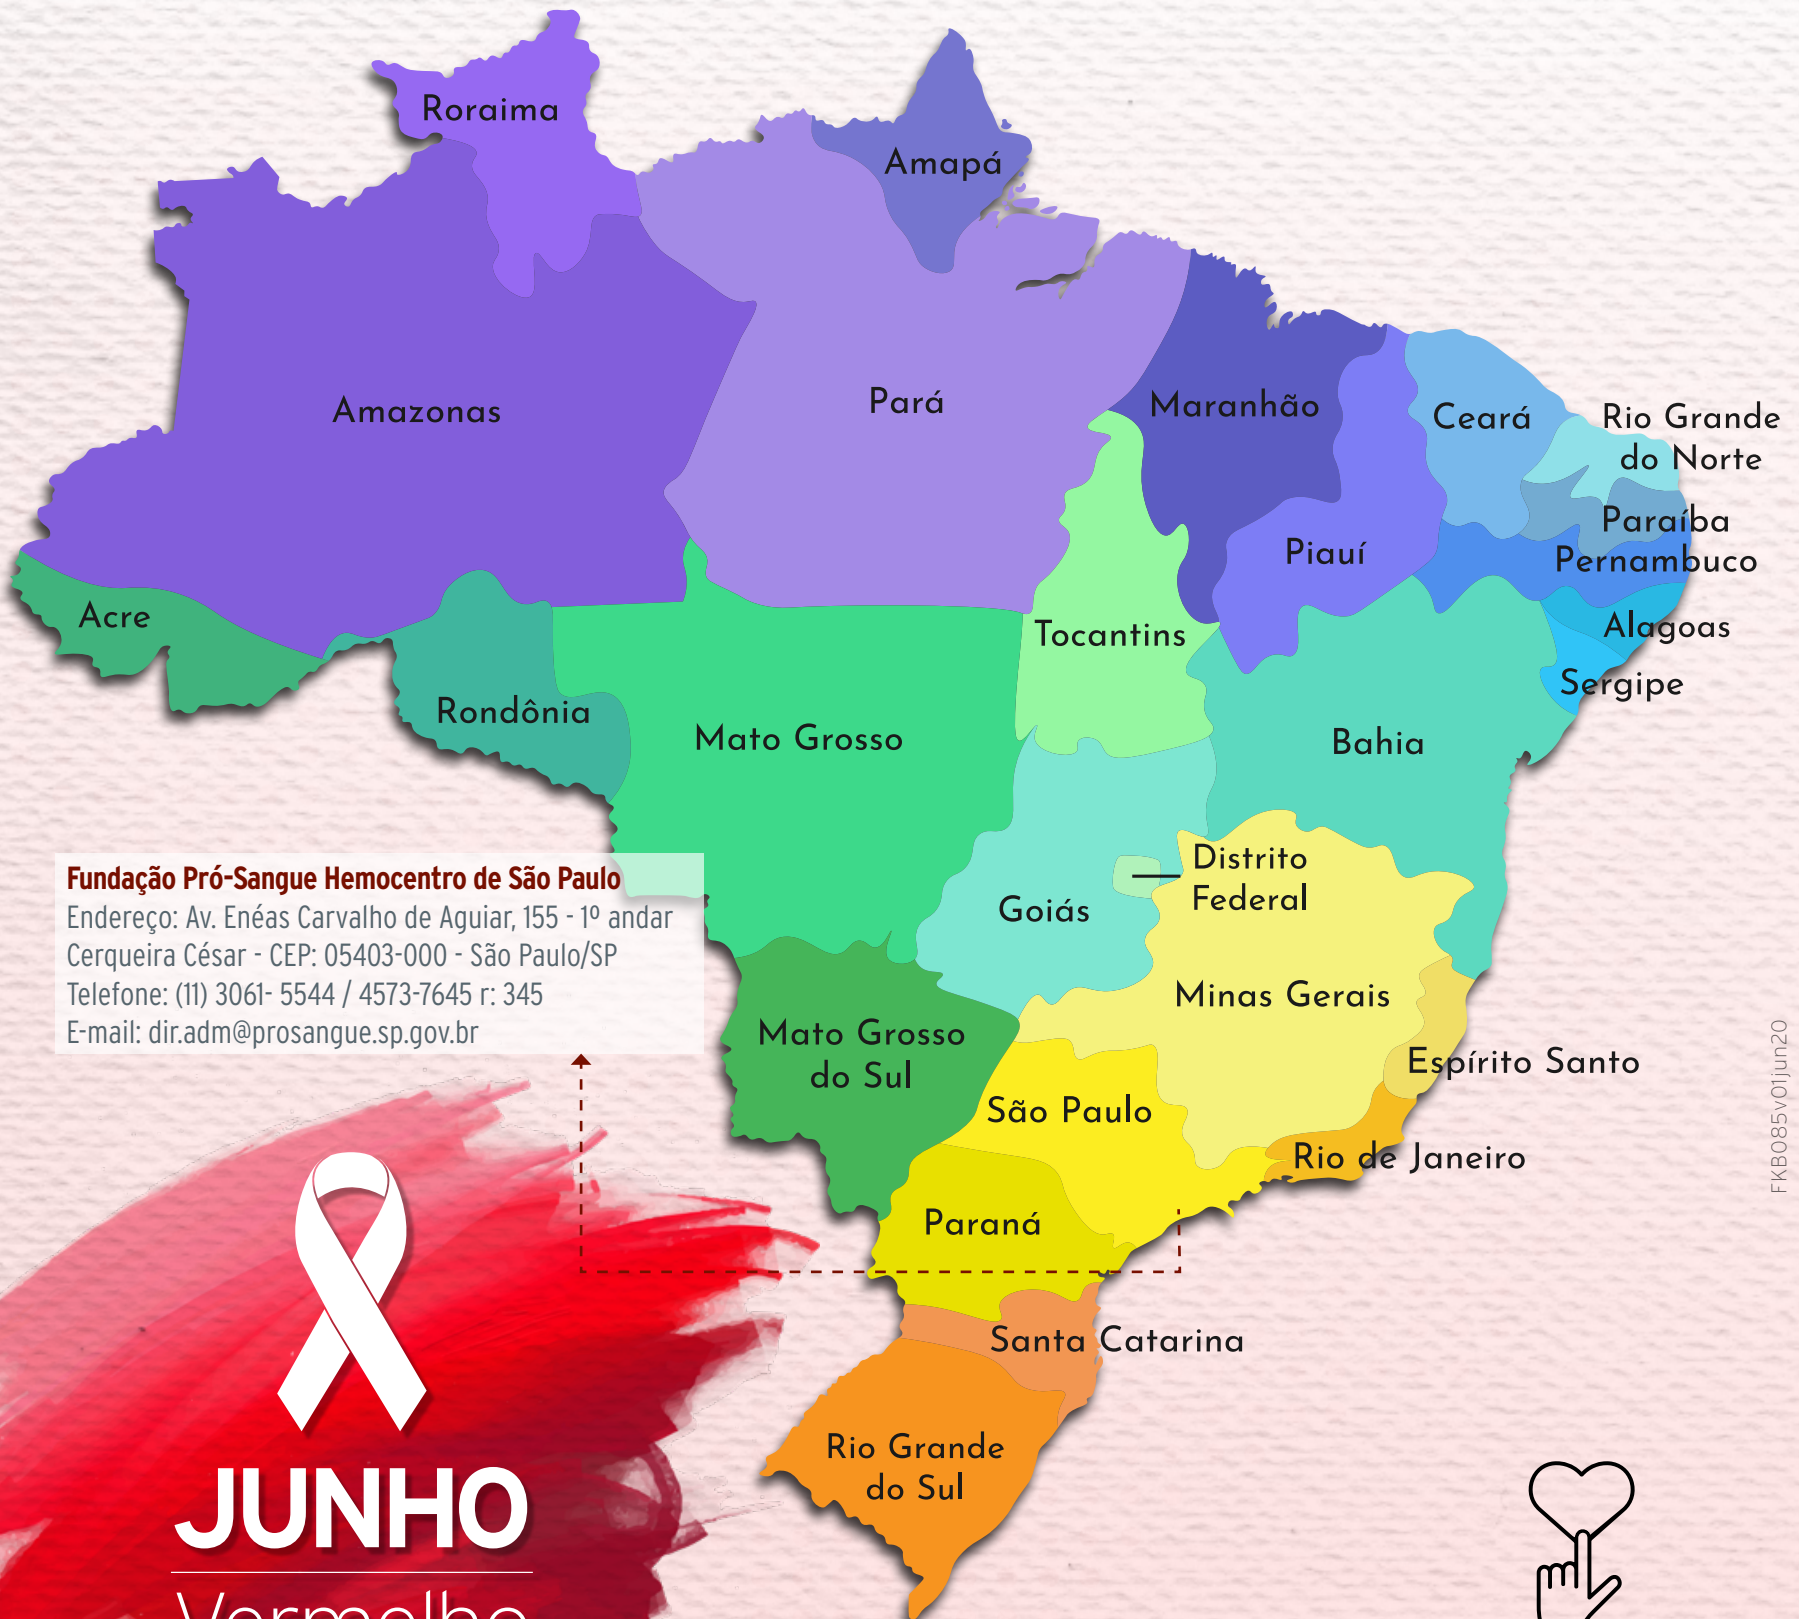 Roraima
Amapá
Amazonas
Pará
Maranhão
Ceará
Rio Grande
do Norte
Paraíba
Piauí
Pernambuco
Acre
Tocantins
Alagoas
Sergipe
Rondônia
Mato Grosso
Bahia
Distrito
Federal
Goiás
Fundação Pró-Sangue Hemocentro de São Paulo
Endereço: Av. Enéas Carvalho de Aguiar, 155 - 1º andar
Cerqueira César - CEP: 05403-000 - São Paulo/SP
Telefone: (11) 3061- 5544 / 4573-7645 r: 345
E-mail: dir.adm@prosangue.sp.gov.br
Minas Gerais
Mato Grosso
do Sul
Espírito Santo
São Paulo
Rio de Janeiro
Paraná
Santa Catarina
Rio Grande
do Sul
FKB085v01jun20
JUNHO
Vermelho